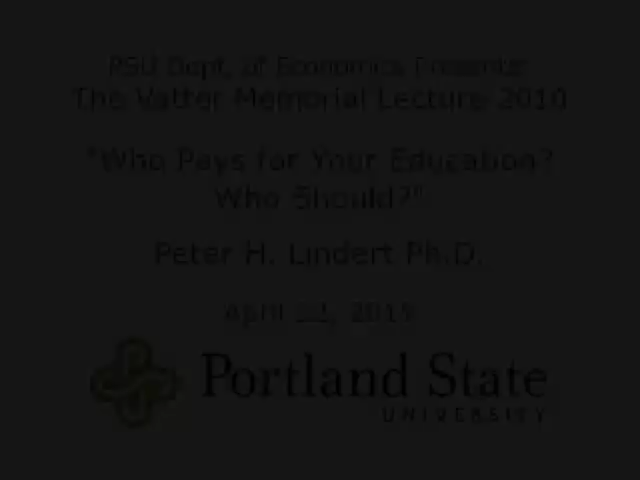 PSU Dept. of Economics Presents:
The Vatter Memorial Lecture 2010
"Who Pays for Your Education?
Who Should?"
Peter H. Lindert Ph.D.
April
Portland State
UNIVERSITY